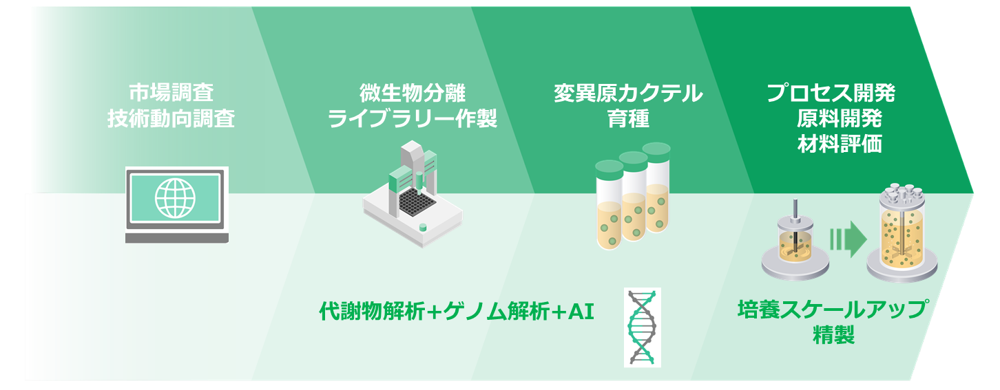 市場調査
技術動向調査
微生物分離
ライブラリー作製
変異原カクテル
育種
プロセス開発
原料開発
材料評価
代謝物解析+ゲノム解析+AI
培養スケールアップ
精製